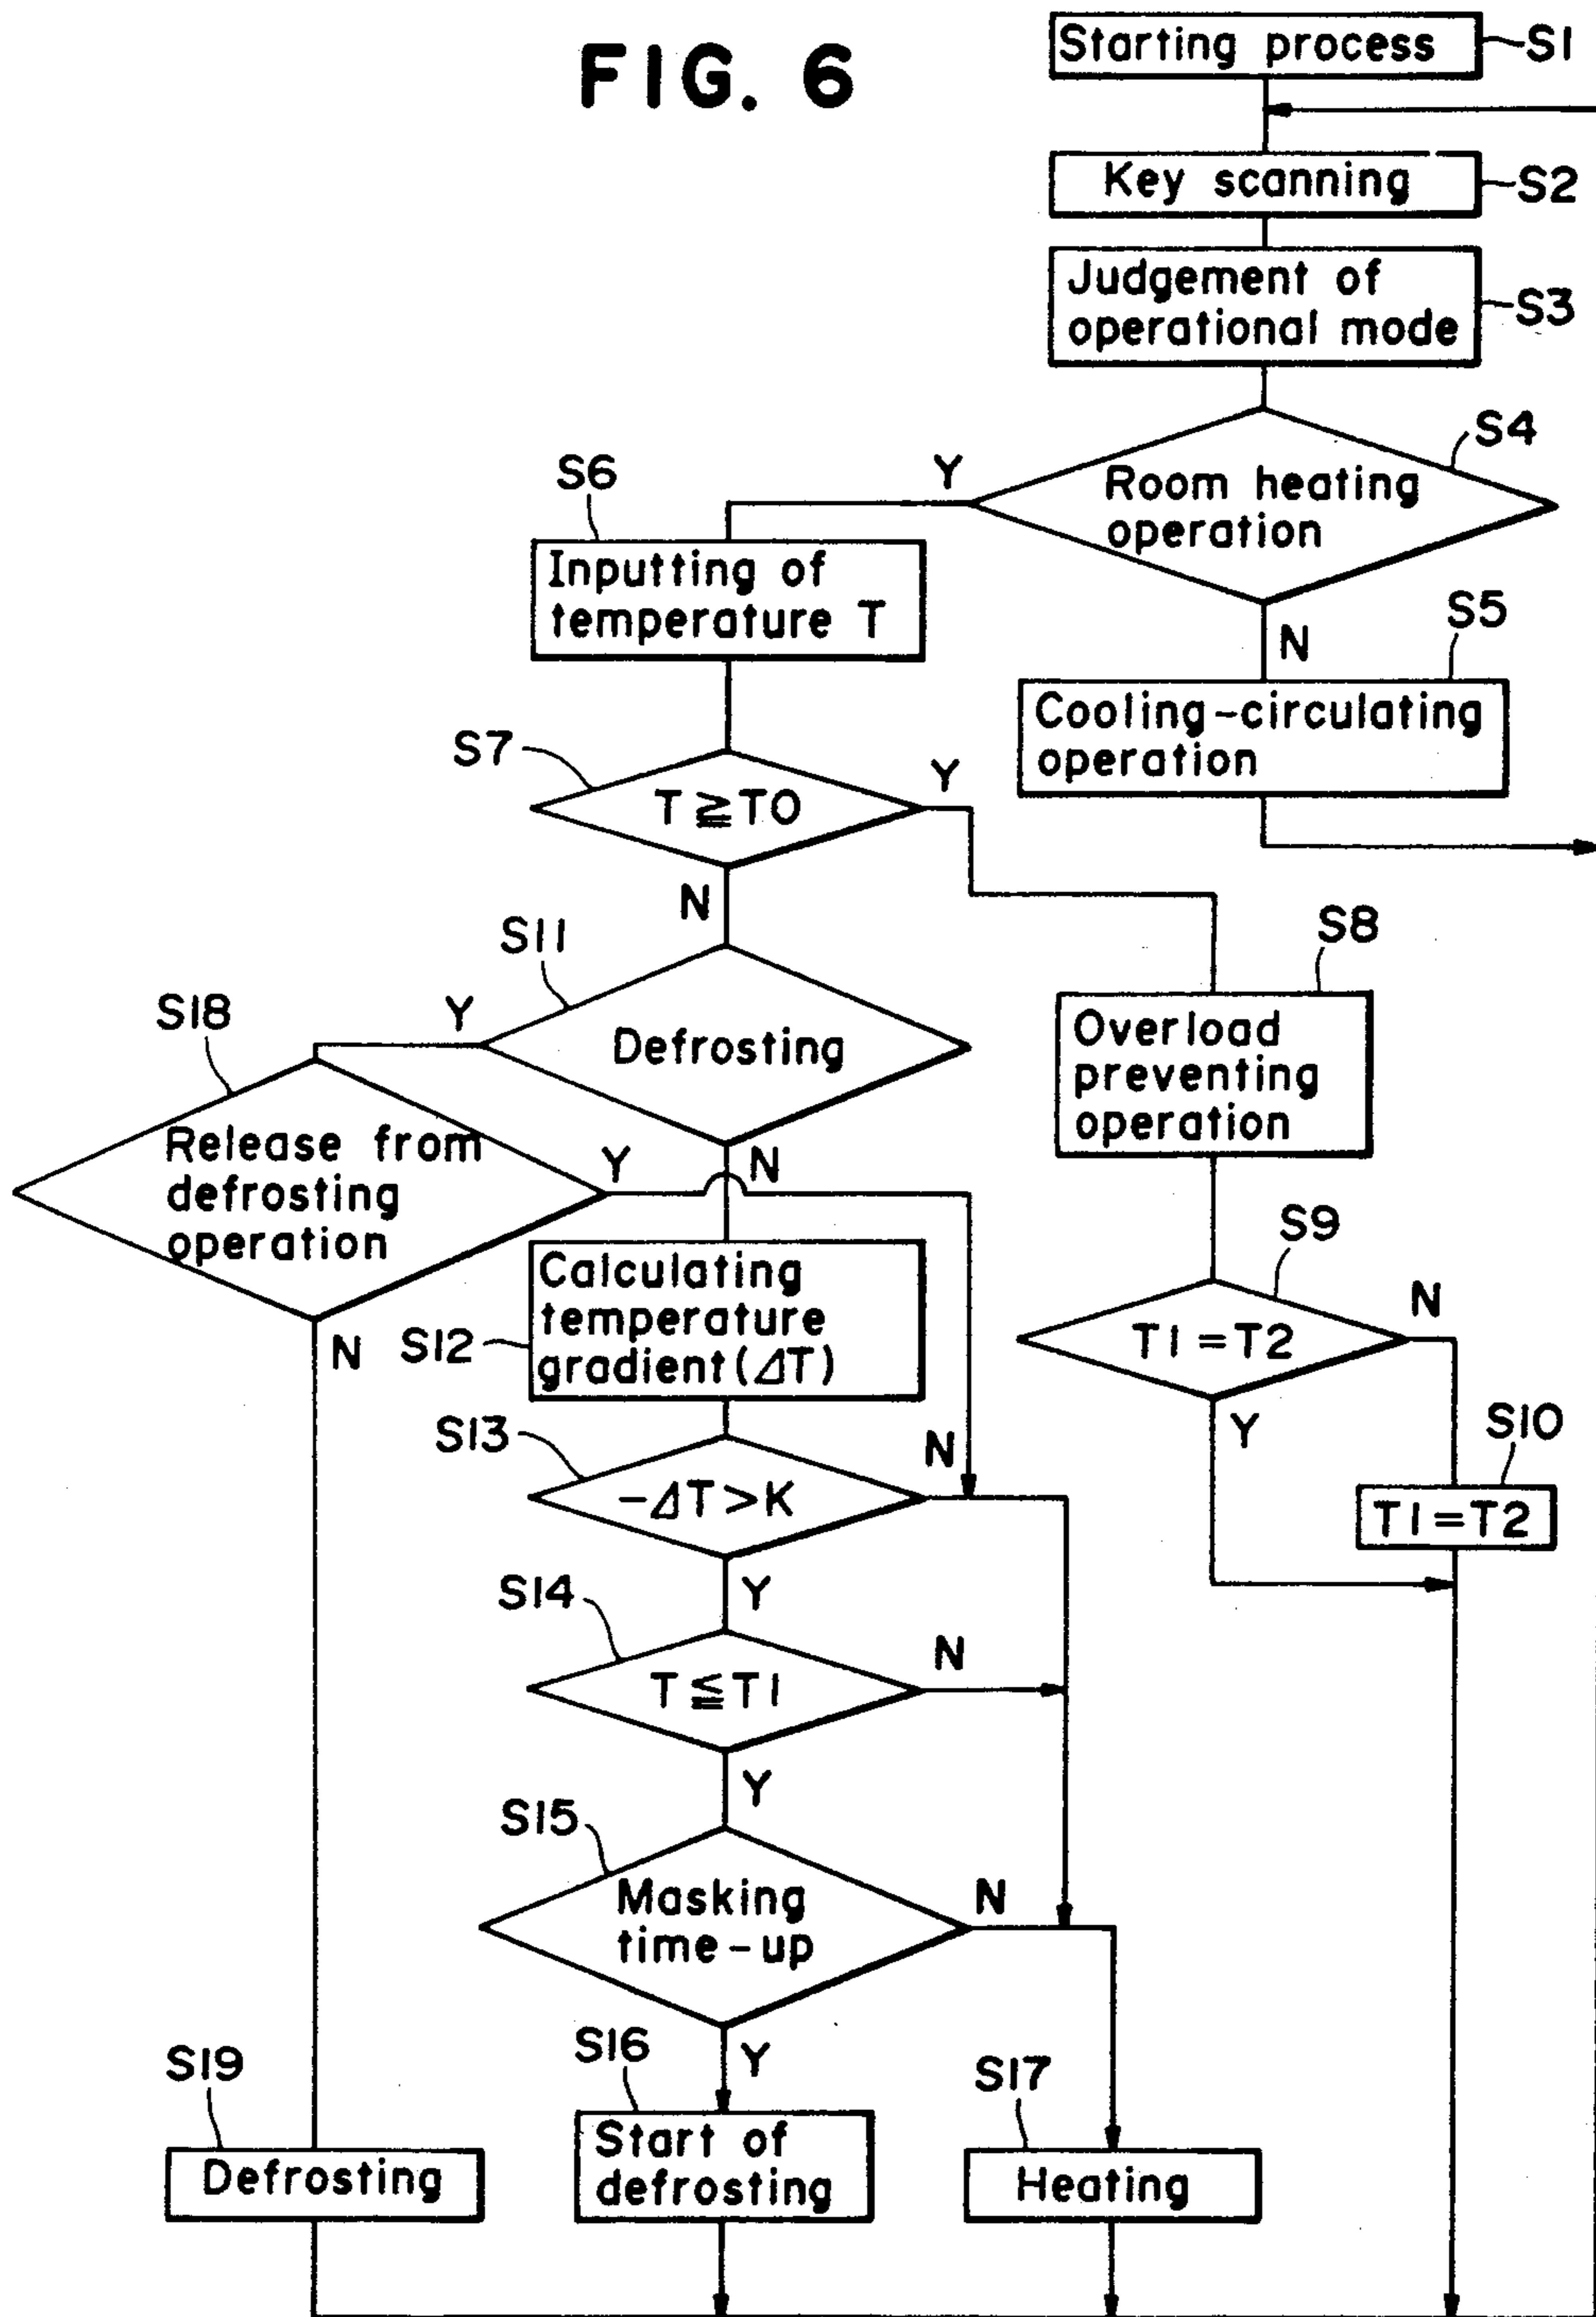 FIG. 6
Starting process
S1
Key scanning
S2
Judgement of
operational mode
S3
S4
Room heating
operation
Y
N
S5
Cooling-circulating
operation
S6
Inputting of
temperature T
S7
T ≧ T0
Y
N
S8
Overload
preventing
operation
S9
T1 = T2
N
Y
S10
T1 = T2
S11
Defrosting
Y
N
S18
Release from
defrosting
operation
Y
N
S12
Calculating
temperature
gradient (ΔT)
S13
-ΔT > K
N
Y
S14
T ≦ T1
N
Y
S15
Masking
time-up
N
Y
S16
Start of
defrosting
S17
Heating
S19
Defrosting